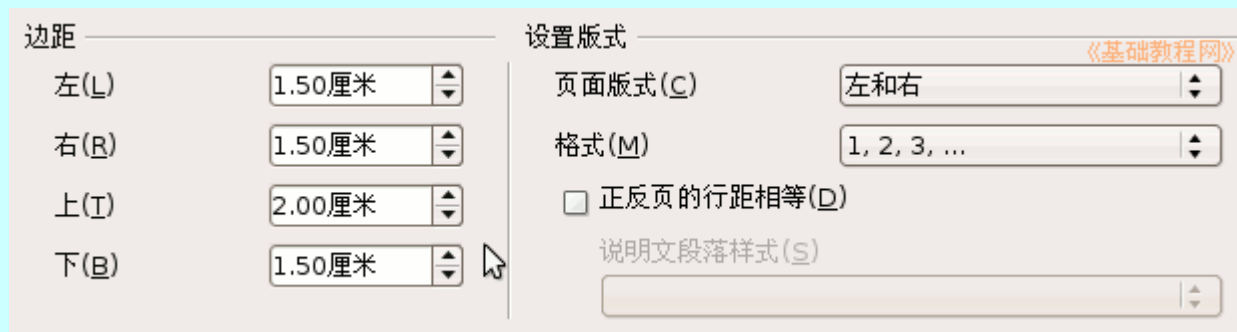 边距
左(L) 1.50厘米
右(R) 1.50厘米
上(T) 2.00厘米
下(B) 1.50厘米
设置版式
《基础教程网》
页面版式(C) 左和右
格式(M) 1, 2, 3, ...
正反页的行距相等(D)
说明文段落样式(S)